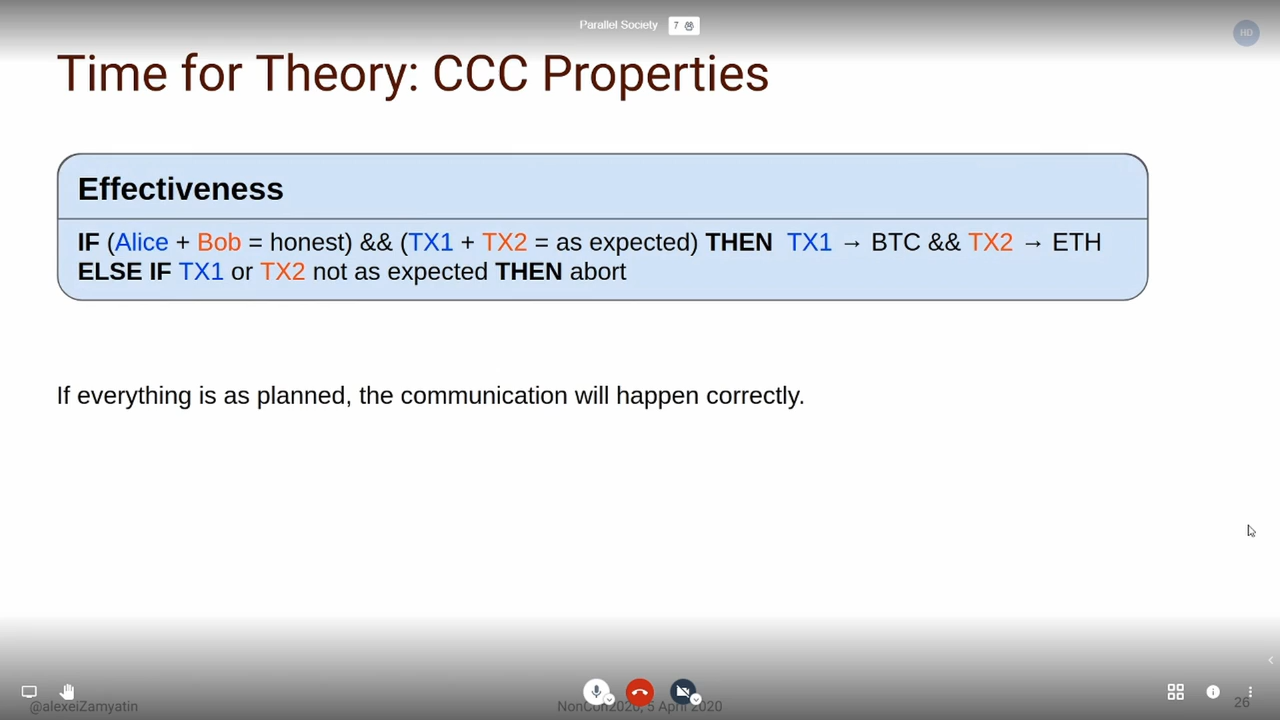 Parallel Society 7
HD
Time for Theory: CCC Properties
Effectiveness
IF (Alice + Bob = honest) && (TX1 + TX2 = as expected) THEN TX1 → BTC && TX2 → ETH
ELSE IF TX1 or TX2 not as expected THEN abort
If everything is as planned, the communication will happen correctly.
@alexeiZamyatin
NonCon2020, 5 April 2020
26